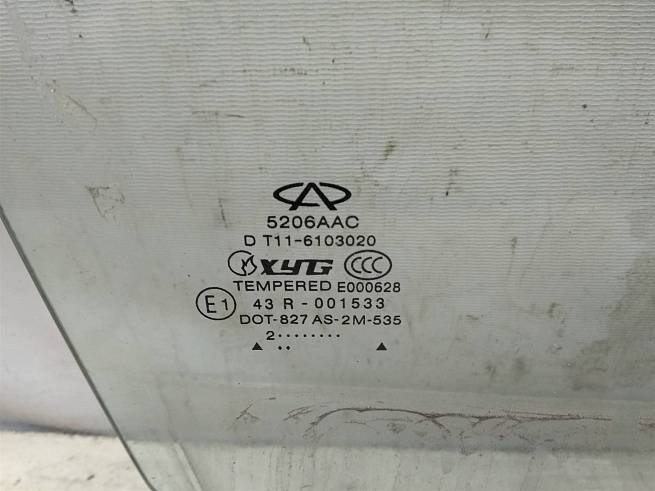 5206AAC
D T11-6103020
XYG CCC
TEMPERED E000628
E1 43 R - 001533
DOT-827 AS-2M-535
2········
▲ ·· ▲